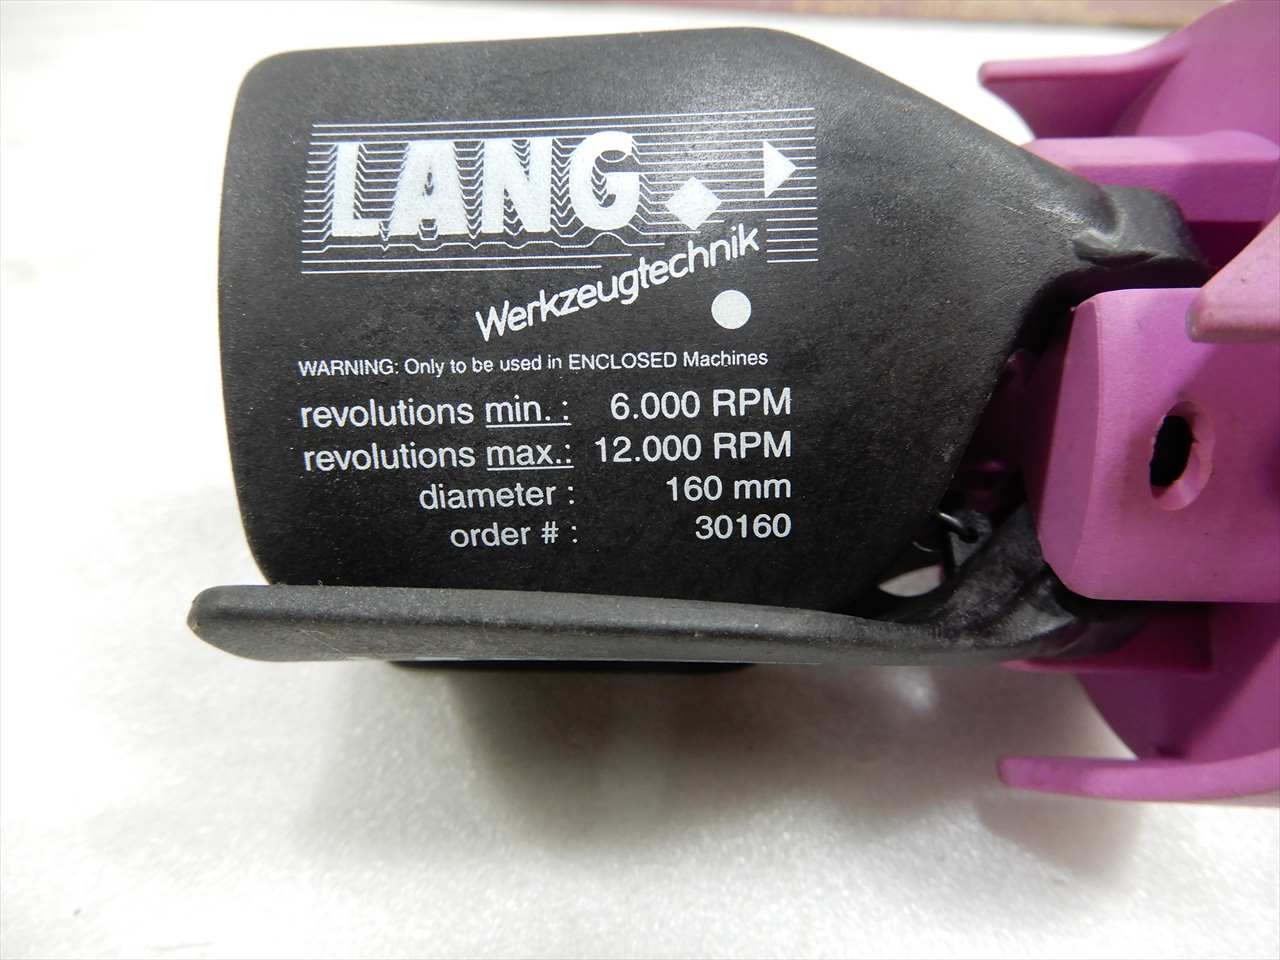 LANG
Werkzeugtechnik
WARNING: Only to be used in ENCLOSED Machines
revolutions min. : 6.000 RPM
revolutions max.: 12.000 RPM
diameter : 160 mm
order # : 30160